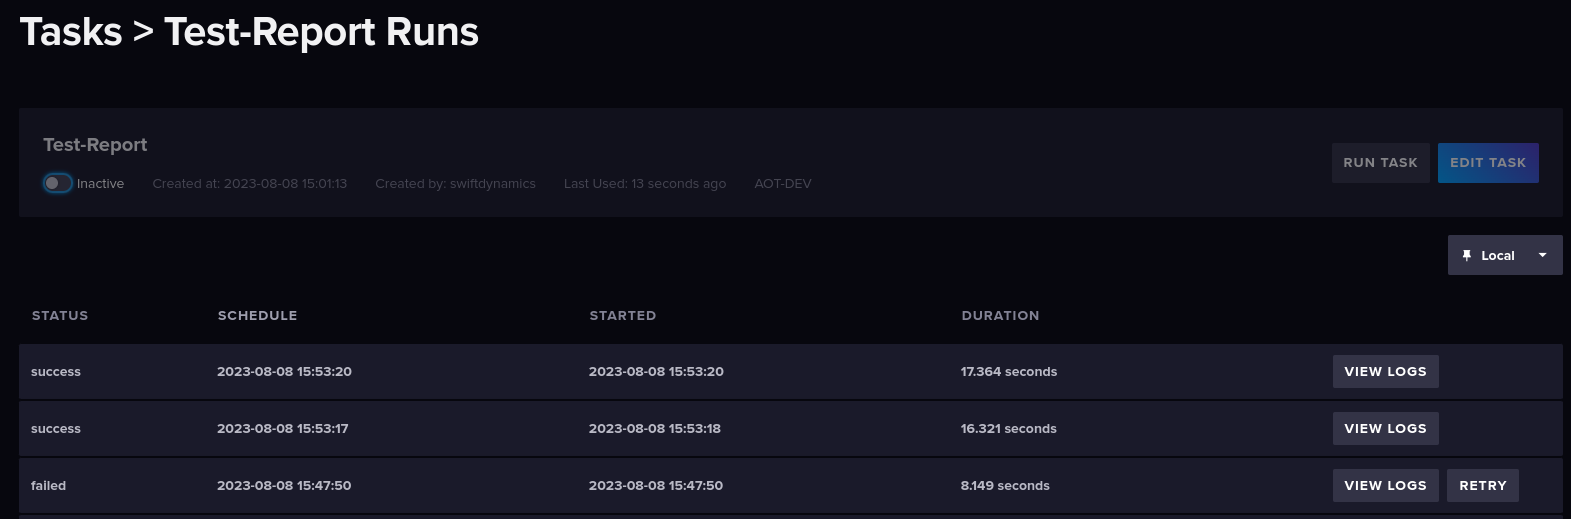 Tasks > Test-Report Runs
Test-Report
Inactive Created at: 2023-08-08 15:01:13 Created by: swiftdynamics Last Used: 13 seconds ago AOT-DEV
RUN TASK EDIT TASK
Local
STATUS SCHEDULE STARTED DURATION
success 2023-08-08 15:53:20 2023-08-08 15:53:20 17.364 seconds VIEW LOGS
success 2023-08-08 15:53:17 2023-08-08 15:53:18 16.321 seconds VIEW LOGS
failed 2023-08-08 15:47:50 2023-08-08 15:47:50 8.149 seconds VIEW LOGS RETRY